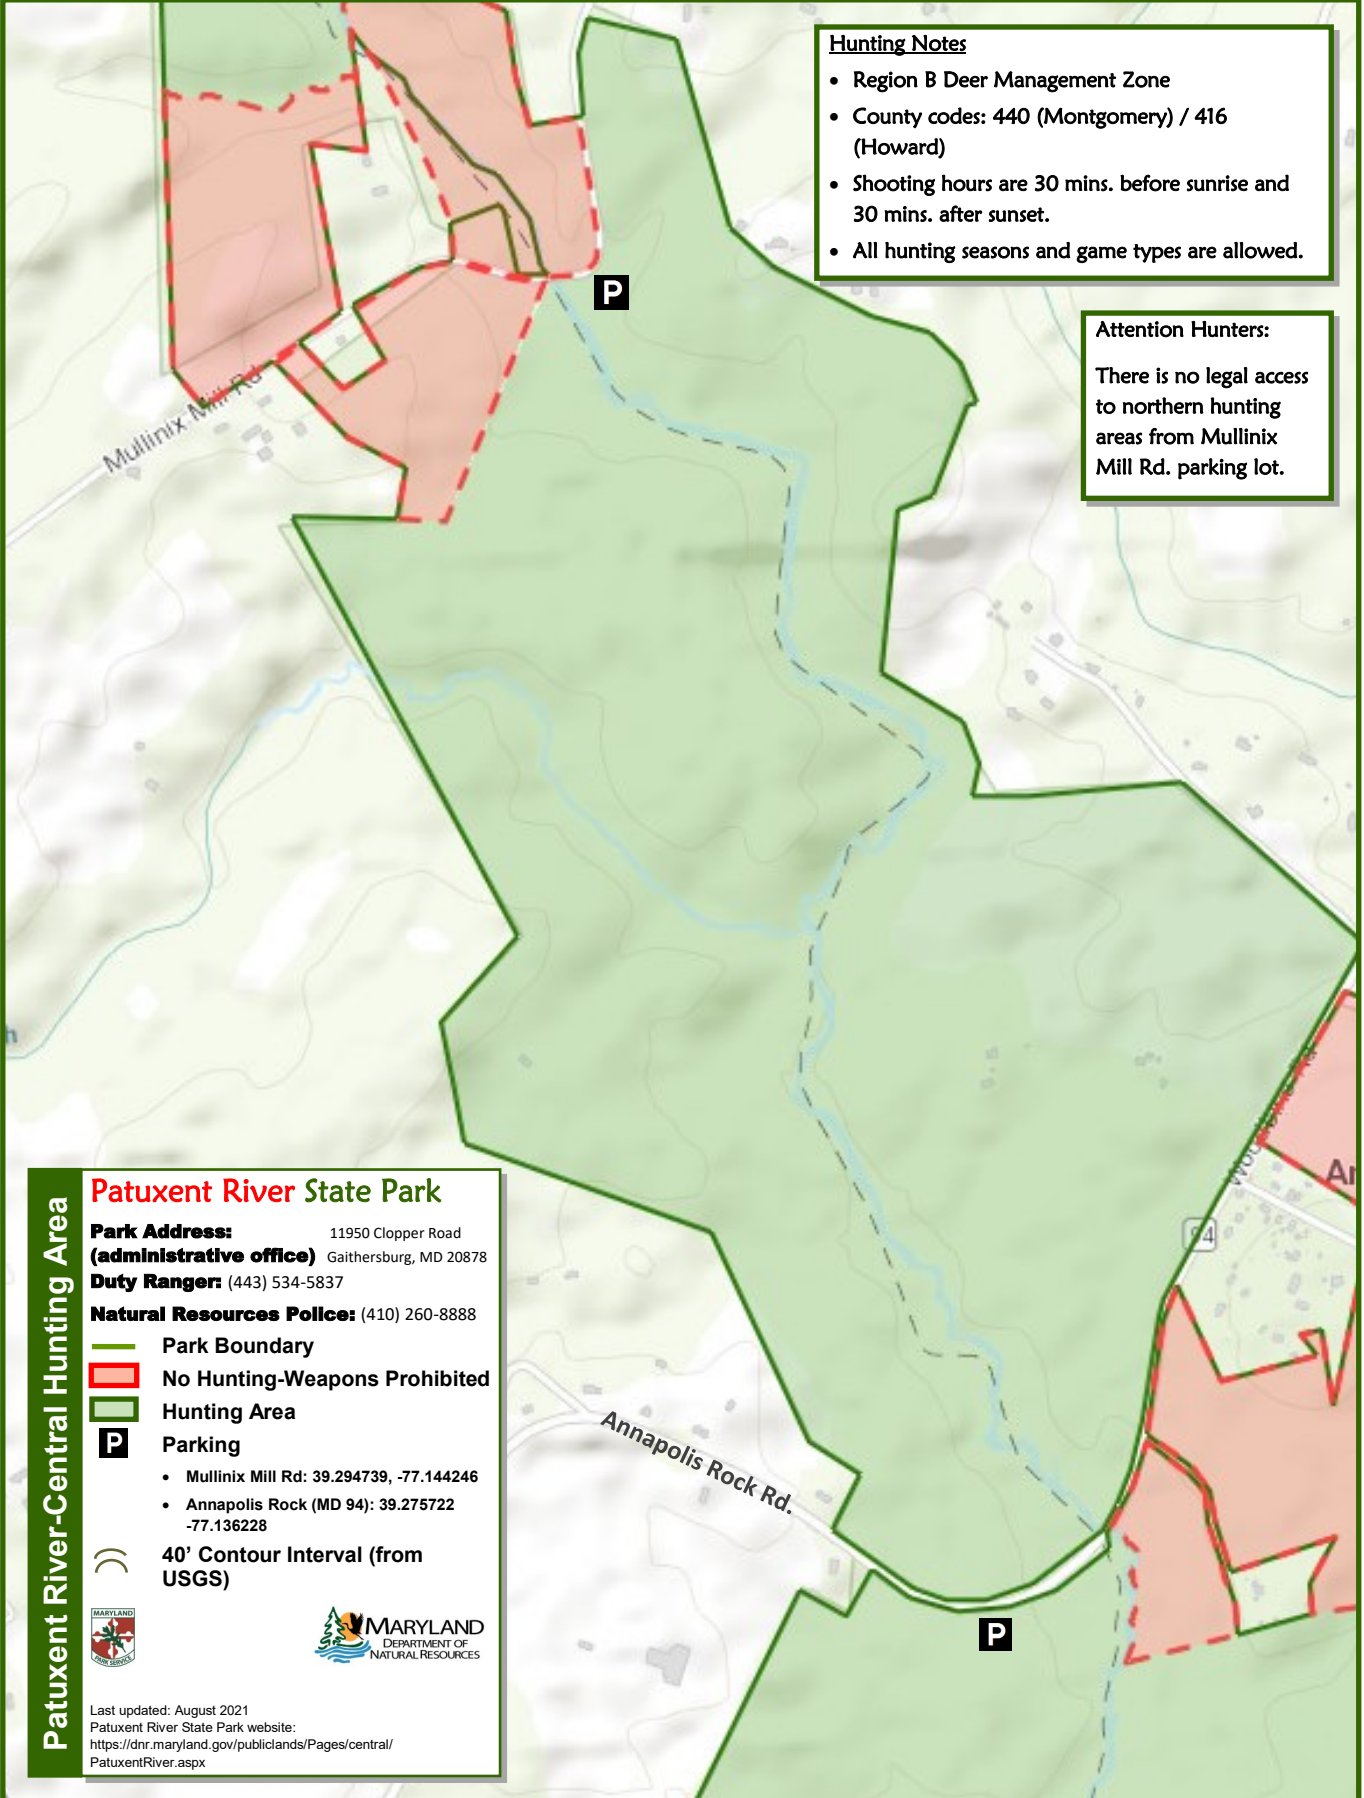 Hunting Notes
• Region B Deer Management Zone
• County codes: 440 (Montgomery) / 416
(Howard)
• Shooting hours are 30 mins. before sunrise and
30 mins. after sunset.
• All hunting seasons and game types are allowed.
P
Attention Hunters:
There is no legal access
to northern hunting
areas from Mullinix
Mill Rd. parking lot.
Mullinix Mill Rd
h
Ar
94
Annapolis Rock Rd.
P
Patuxent River-Central Hunting Area
Patuxent River State Park
Park Address: 11950 Clopper Road
(administrative office) Gaithersburg, MD 20878
Duty Ranger: (443) 534-5837
Natural Resources Police: (410) 260-8888
Park Boundary
No Hunting-Weapons Prohibited
Hunting Area
P Parking
• Mullinix Mill Rd: 39.294739, -77.144246
• Annapolis Rock (MD 94): 39.275722
-77.136228
40’ Contour Interval (from
USGS)
MARYLAND
PARK SERVICE
MARYLAND
DEPARTMENT OF
NATURAL RESOURCES
Last updated: August 2021
Patuxent River State Park website:
https://dnr.maryland.gov/publiclands/Pages/central/
PatuxentRiver.aspx